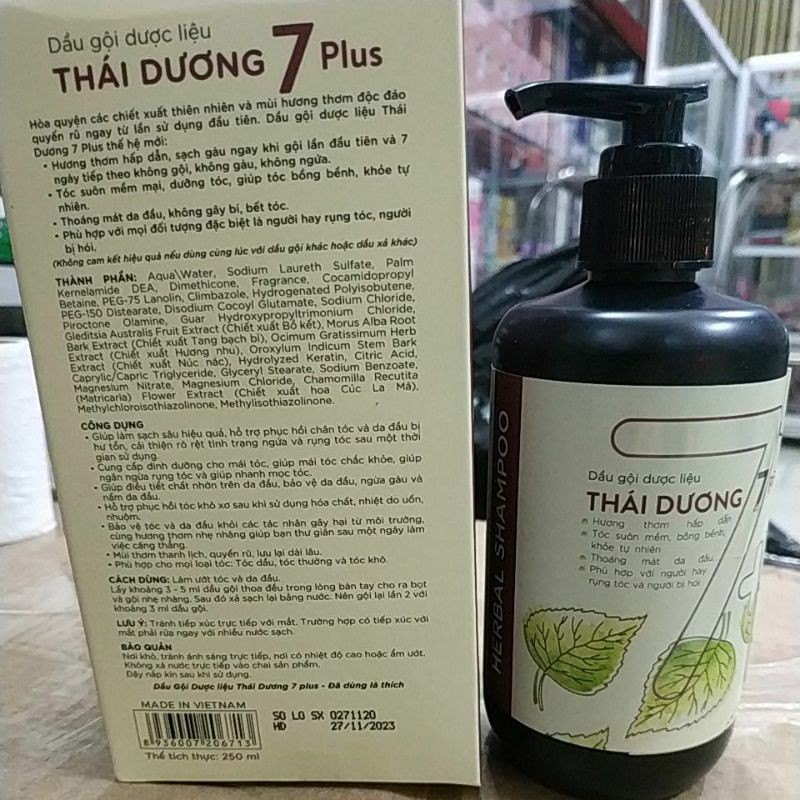 Dầu gội dược liệu
THÁI DƯƠNG 7 Plus
Hòa quyện các chiết xuất thiên nhiên và mùi hương thơm độc đáo
quyến rũ ngay từ lần sử dụng đầu tiên. Dầu gội dược liệu Thái
Dương 7 Plus thế hệ mới:
• Hương thơm hấp dẫn, sạch gàu ngay khi gội lần đầu tiên và 7
ngày tiếp theo không gội, không gàu, không ngứa.
• Tóc suôn mềm mại, dưỡng tóc, giúp tóc bồng bềnh, khỏe tự
nhiên.
• Thoáng mát da đầu, không gây bí, bết tóc.
• Phù hợp với mọi đối tượng đặc biệt là người hay rụng tóc, người
bị hói.
(Không cam kết hiệu quả nếu dùng cùng lúc với dầu gội khác hoặc dầu xả khác)
THÀNH PHẦN: Aqua\Water, Sodium Laureth Sulfate, Palm
Kernelamide DEA, Dimethicone, Fragrance, Cocamidopropyl
Betaine, PEG-75 Lanolin, Climbazole, Hydrogenated Polyisobutene,
PEG-150 Distearate, Disodium Cocoyl Glutamate, Sodium Chloride,
Piroctone Olamine, Guar Hydroxypropyltrimonium Chloride,
Gleditsia Australis Fruit Extract (Chiết xuất Bồ kết), Morus Alba Root
Bark Extract (Chiết xuất Tang bạch bì), Ocimum Gratissimum Herb
Extract (Chiết xuất Hương nhu), Oroxylum Indicum Stem Bark
Extract (Chiết xuất Núc nác), Hydrolyzed Keratin, Citric Acid,
Caprylic/Capric Triglyceride, Glyceryl Stearate, Sodium Benzoate,
Magnesium Nitrate, Magnesium Chloride, Chamomilla Recutita
(Matricaria) Flower Extract (Chiết xuất hoa Cúc La Mã),
Methylchloroisothiazolinone, Methylisothiazolinone.
CÔNG DỤNG
• Giúp làm sạch sâu hiệu quả, hỗ trợ phục hồi chân tóc và da đầu bị
hư tổn, cải thiện rõ rệt tình trạng ngứa và rụng tóc sau một thời
gian sử dụng.
• Cung cấp dinh dưỡng cho mái tóc, giúp mái tóc chắc khỏe, giúp
ngăn ngừa rụng tóc và giúp nhanh mọc tóc.
• Giúp điều tiết chất nhờn trên da đầu, bảo vệ da đầu, ngừa gàu và
nấm da đầu.
• Hỗ trợ phục hồi tóc khô xơ sau khi sử dụng hóa chất, nhiệt do uốn,
nhuộm.
• Bảo vệ tóc và da đầu khỏi các tác nhân gây hại từ môi trường,
cùng hương thơm nhẹ nhàng giúp bạn thư giãn sau một ngày làm
việc căng thẳng.
• Mùi thơm thanh lịch, quyến rũ, lưu lại dài lâu.
• Phù hợp cho mọi loại tóc: Tóc dầu, tóc thường và tóc khô.
CÁCH DÙNG: Làm ướt tóc và da đầu.
Lấy khoảng 3 - 5 ml dầu gội thoa đều trong lòng bàn tay cho ra bọt
và gội nhẹ nhàng. Sau đó xả sạch lại bằng nước. Nên gội lại lần 2 với
khoảng 3 ml dầu gội.
LƯU Ý: Tránh tiếp xúc trực tiếp với mắt. Trường hợp có tiếp xúc với
mắt phải rửa ngay với nhiều nước sạch.
BẢO QUẢN
Nơi khô, tránh ánh sáng trực tiếp, nơi có nhiệt độ cao hoặc ẩm ướt.
Không xả nước trực tiếp vào chai sản phẩm.
Đậy nắp kín sau khi sử dụng.
Dầu Gội Dược liệu Thái Dương 7 plus - Đã dùng là thích
MADE IN VIETNAM
SO LO SX 0271120
HD 27/11/2023
8 936007 206713
Thể tích thực: 250 ml
HERBAL SHAMPOO
7
Dầu gội dược liệu
THÁI DƯƠNG 7+
Hương thơm hấp dẫn
Tóc suôn mềm, bồng bềnh,
khỏe tự nhiên
Thoáng mát da đầu
Phù hợp với người hay
rụng tóc và người bị hói